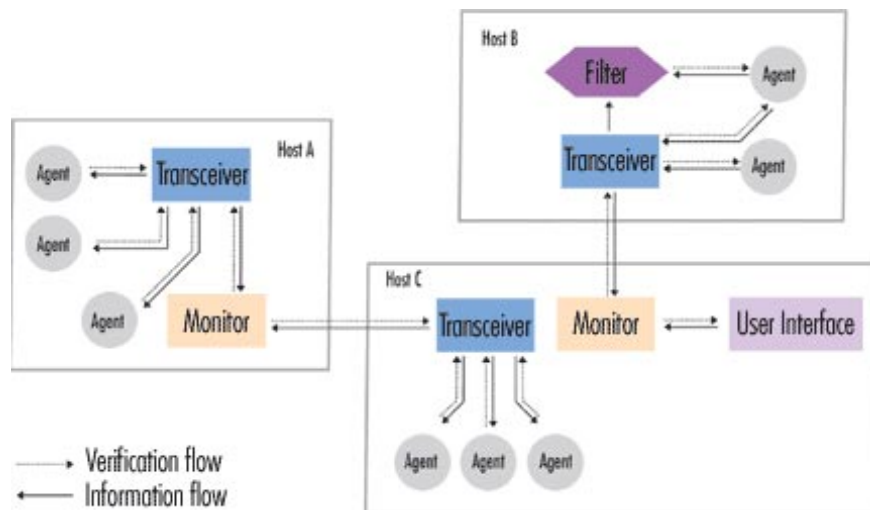 Host B
Filter
Agent
Host A
Agent
Transceiver
Transceiver
Agent
Agent
Host C
Agent
Monitor
Transceiver
Monitor
User Interface
Agent
Agent
Agent
Verification flow
Information flow